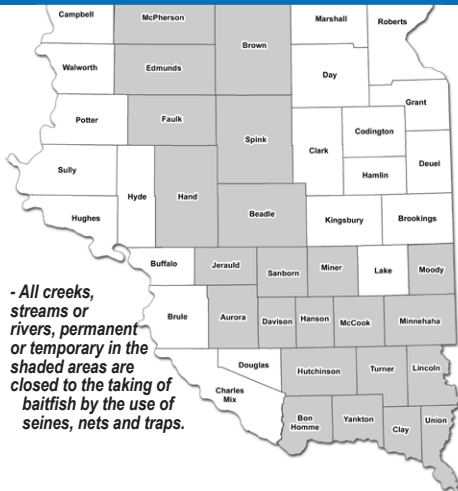 Campbell
McPherson
Brown
Marshall
Roberts
Walworth
Edmunds
Day
Grant
Potter
Faulk
Spink
Clark
Codington
Deuel
Sully
Hyde
Hand
Hamlin
Hughes
Beadle
Kingsbury
Brookings
Buffalo
Jerauld
Sanborn
Miner
Lake
Moody
Brule
Aurora
Davison
Hanson
McCook
Minnehaha
Douglas
Charles
Mix
Hutchinson
Turner
Lincoln
Bon
Homme
Yankton
Clay
Union
- All creeks,
streams or
rivers, permanent
or temporary in the
shaded areas are
closed to the taking of
baitfish by the use of
seines, nets and traps.